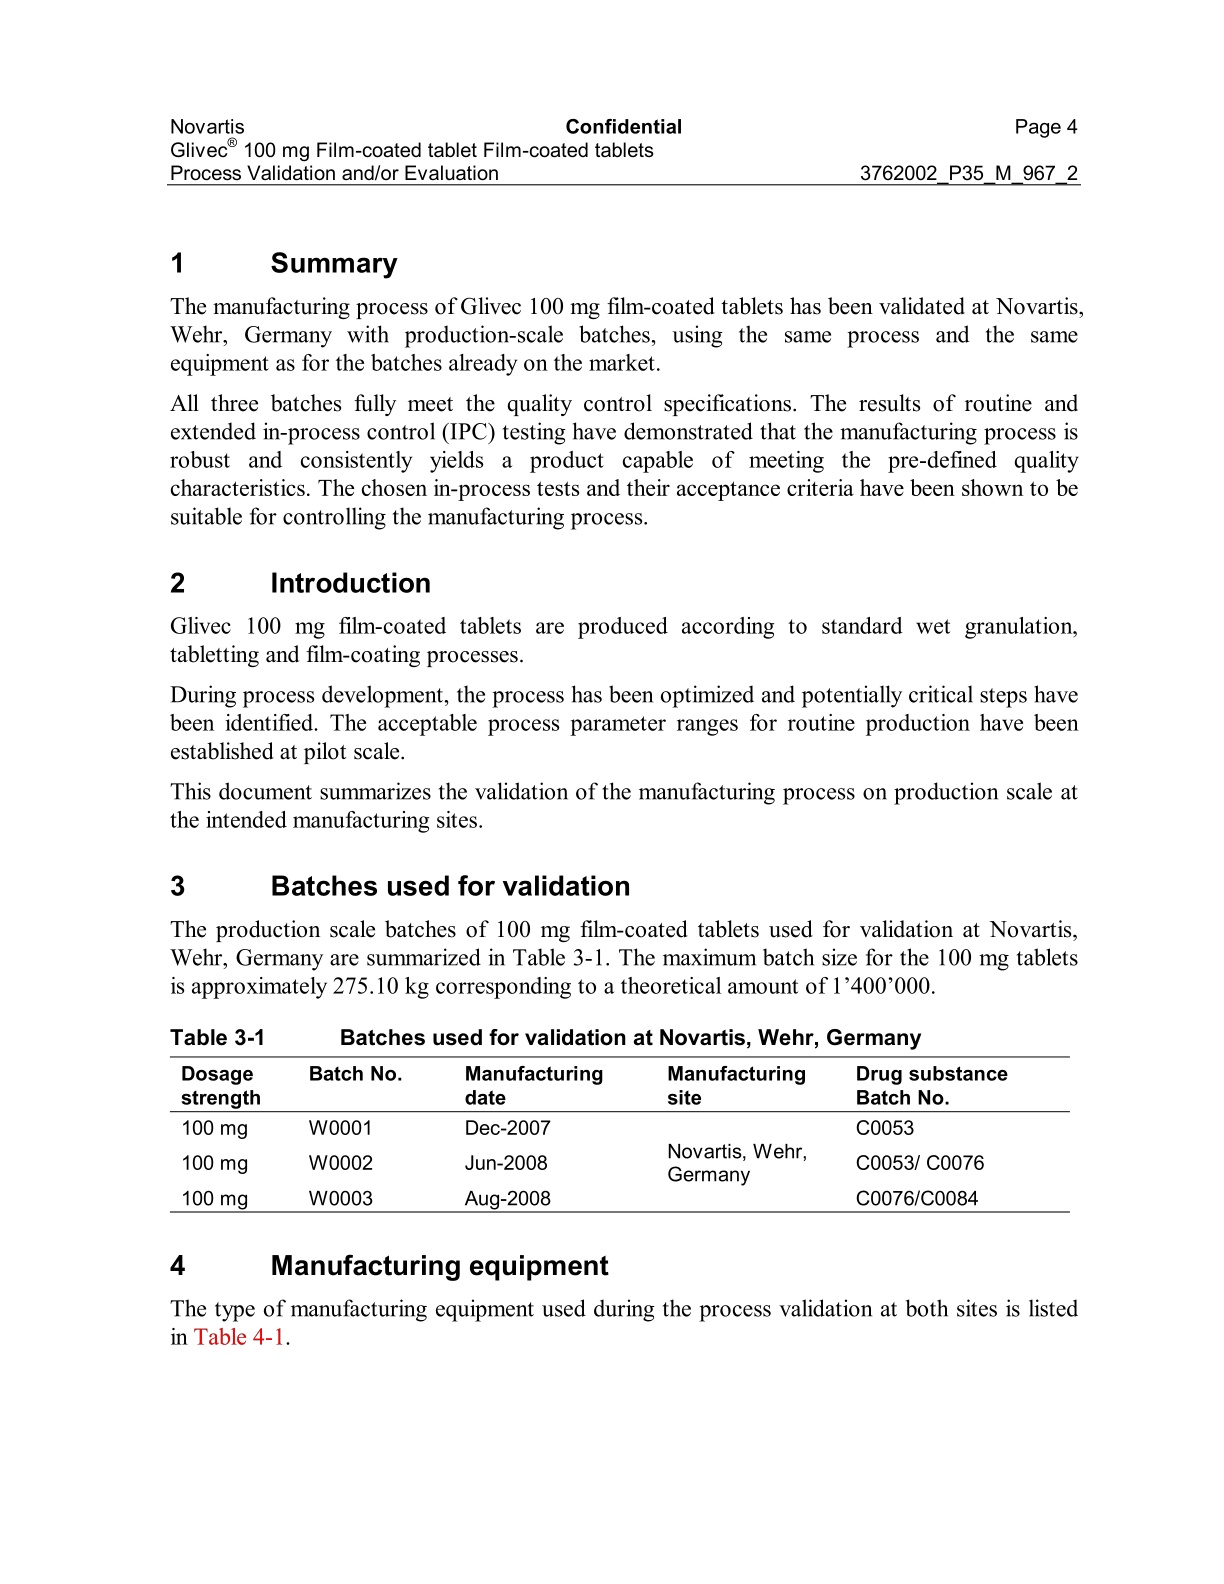 Novartis Confidential Page 4
Glivec® 100 mg Film-coated tablet Film-coated tablets
Process Validation and/or Evaluation 3762002_P35_M_967_2
1 Summary
The manufacturing process of Glivec 100 mg film-coated tablets has been validated at Novartis,
Wehr, Germany with production-scale batches, using the same process and the same
equipment as for the batches already on the market.
All three batches fully meet the quality control specifications. The results of routine and
extended in-process control (IPC) testing have demonstrated that the manufacturing process is
robust and consistently yields a product capable of meeting the pre-defined quality
characteristics. The chosen in-process tests and their acceptance criteria have been shown to be
suitable for controlling the manufacturing process.
2 Introduction
Glivec 100 mg film-coated tablets are produced according to standard wet granulation,
tabletting and film-coating processes.
During process development, the process has been optimized and potentially critical steps have
been identified. The acceptable process parameter ranges for routine production have been
established at pilot scale.
This document summarizes the validation of the manufacturing process on production scale at
the intended manufacturing sites.
3 Batches used for validation
The production scale batches of 100 mg film-coated tablets used for validation at Novartis,
Wehr, Germany are summarized in Table 3-1. The maximum batch size for the 100 mg tablets
is approximately 275.10 kg corresponding to a theoretical amount of 1’400’000.
Table 3-1 Batches used for validation at Novartis, Wehr, Germany
Dosage Batch No. Manufacturing Manufacturing Drug substance
strength date site Batch No.
100 mg W0001 Dec-2007 C0053
Novartis, Wehr,
100 mg W0002 Jun-2008 C0053/ C0076
Germany
100 mg W0003 Aug-2008 C0076/C0084
4 Manufacturing equipment
The type of manufacturing equipment used during the process validation at both sites is listed
in Table 4-1.